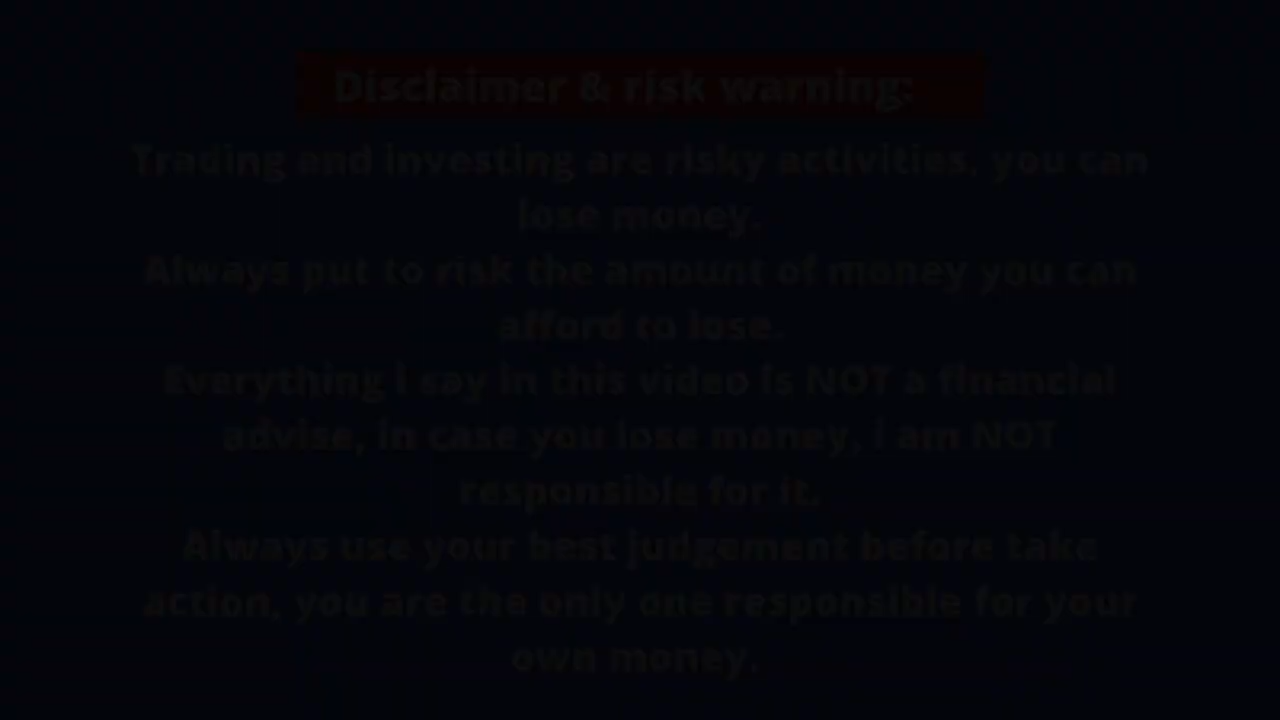 Disclaimer & risk warning:
Trading and investing are risky activities, you can
lose money.
Always put to risk the amount of money you can
afford to lose.
Everything I say in this video is NOT a financial
advise, in case you lose money, I am NOT
responsible for it.
Always use your best judgement before take
action, you are the only one responsible for your
own money.